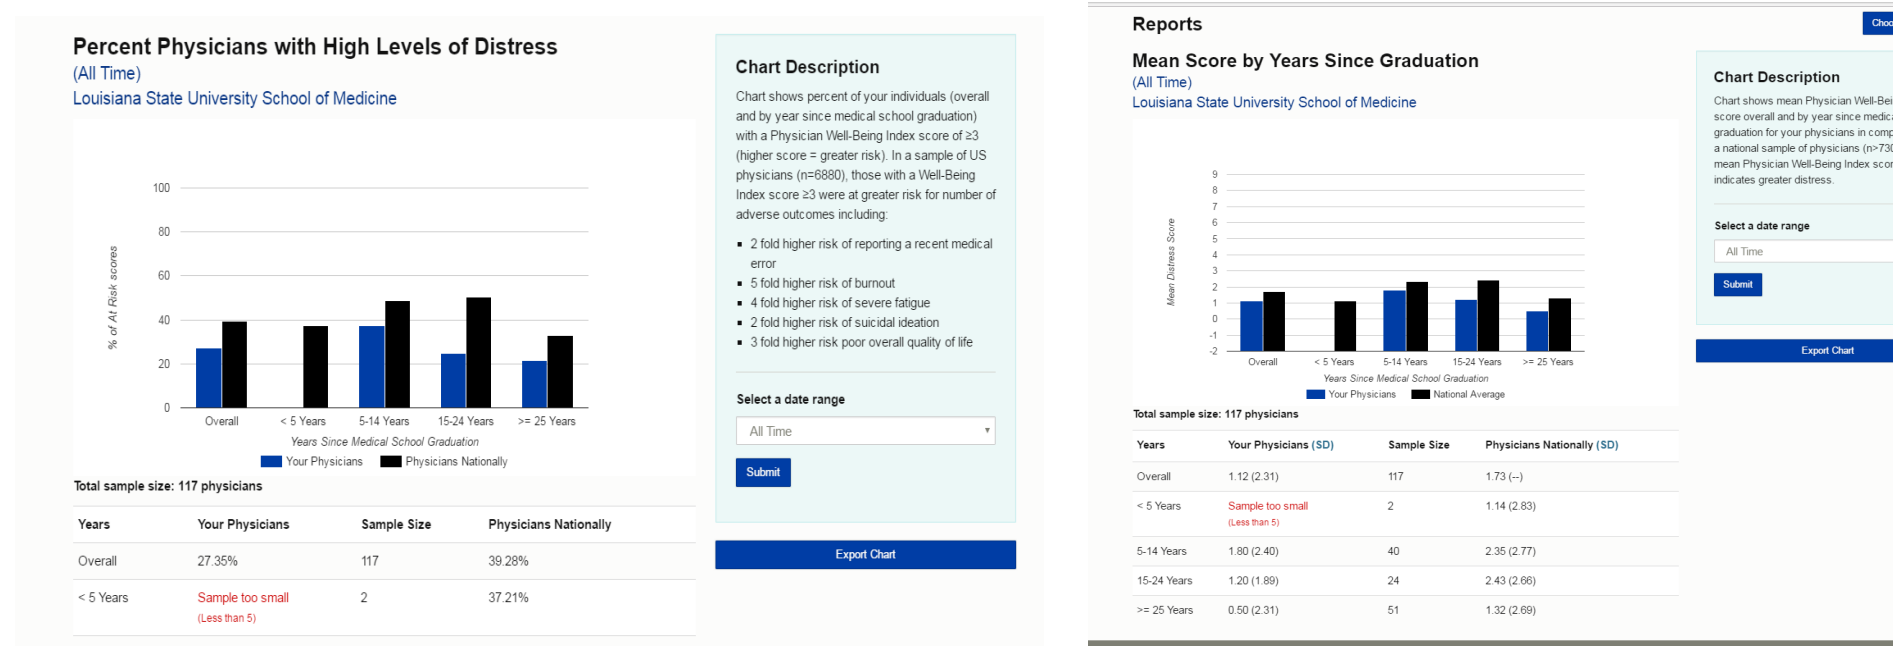 Percent Physicians with High Levels of Distress
(All Time)
Louisiana State University School of Medicine
100
80
60
40
20
0
% of At Risk scores
Overall < 5 Years 5-14 Years 15-24 Years >= 25 Years
Years Since Medical School Graduation
Your Physicians Physicians Nationally
Total sample size: 117 physicians
Years Your Physicians Sample Size Physicians Nationally
Overall 27.35% 117 39.28%
< 5 Years Sample too small 2 37.21%
(Less than 5)
Chart Description
Chart shows percent of your individuals (overall
and by year since medical school graduation)
with a Physician Well-Being Index score of ≥3
(higher score = greater risk). In a sample of US
physicians (n=6880), those with a Well-Being
Index score ≥3 were at greater risk for number of
adverse outcomes including:
▪ 2 fold higher risk of reporting a recent medical
error
▪ 5 fold higher risk of burnout
▪ 4 fold higher risk of severe fatigue
▪ 2 fold higher risk of suicidal ideation
▪ 3 fold higher risk poor overall quality of life
Select a date range
All Time
Submit
Export Chart
Reports
Mean Score by Years Since Graduation
(All Time)
Louisiana State University School of Medicine
9
8
7
6
5
4
3
2
1
0
-1
-2
Mean Distress Score
Overall < 5 Years 5-14 Years 15-24 Years >= 25 Years
Years Since Medical School Graduation
Your Physicians National Average
Total sample size: 117 physicians
Years Your Physicians (SD) Sample Size Physicians Nationally (SD)
Overall 1.12 (2.31) 117 1.73 (--)
< 5 Years Sample too small 2 1.14 (2.83)
(Less than 5)
5-14 Years 1.80 (2.40) 40 2.35 (2.77)
15-24 Years 1.20 (1.89) 24 2.43 (2.66)
>= 25 Years 0.50 (2.31) 51 1.32 (2.69)
Chart Description
Chart shows mean Physician
score overall and by year since
graduation for your physicians in
a national sample of physicians
mean Physician Well-Being Index
indicates greater distress.
Select a date range
All Time
Submit
Export Chart